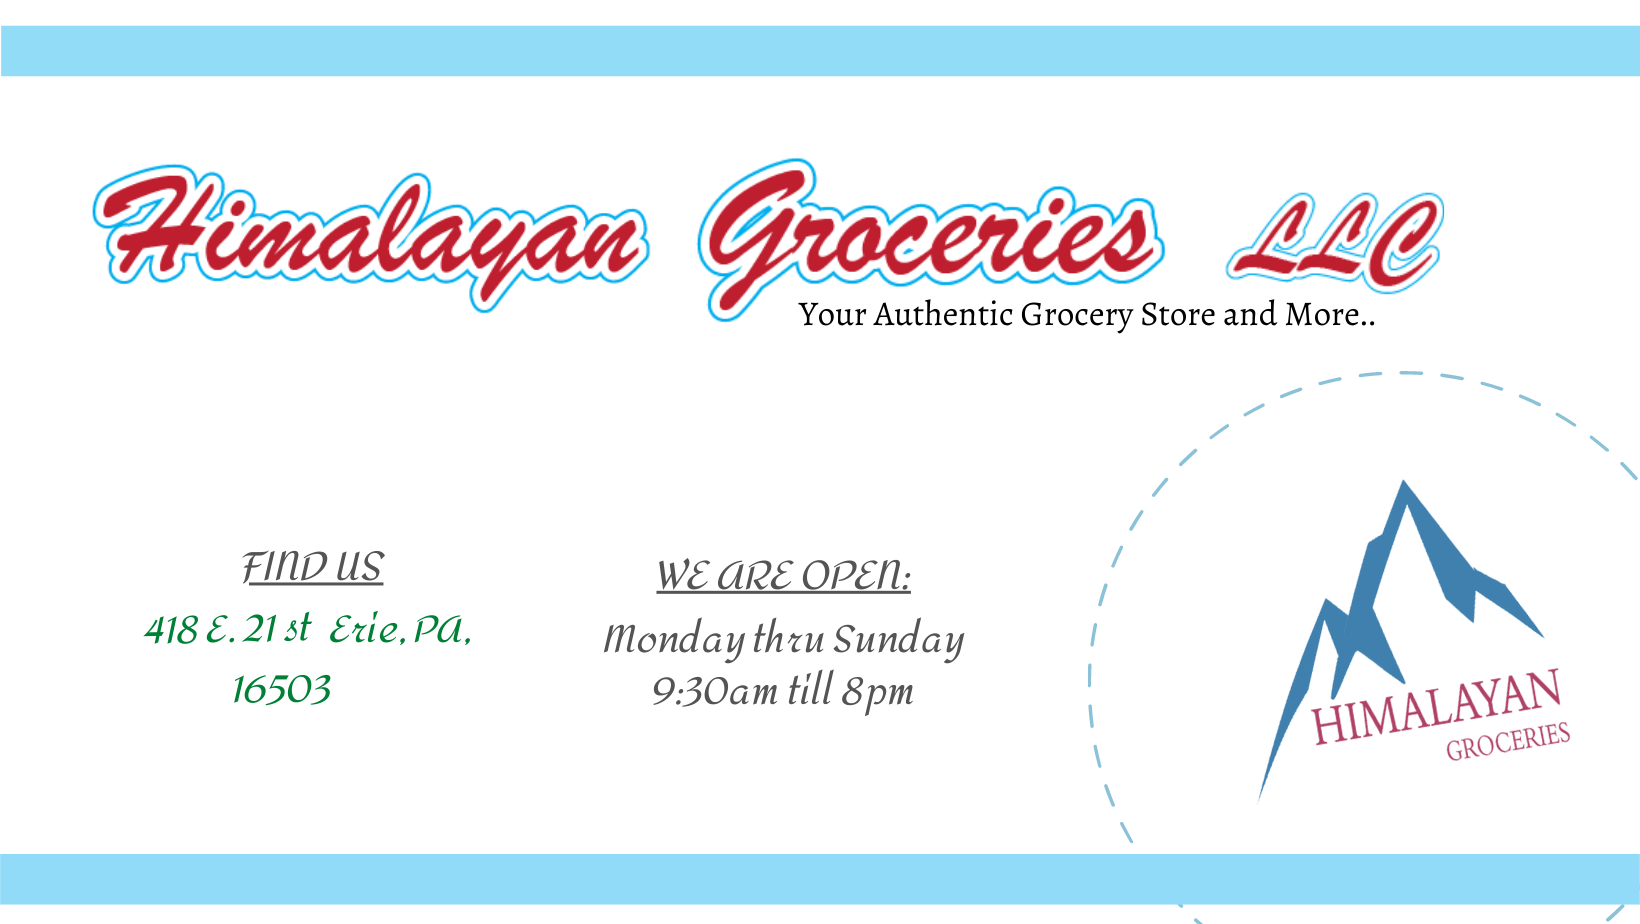 Himalayan Groceries LLC
Your Authentic Grocery Store and More..
FIND US
418 E. 21 st Erie, PA,
16503
WE ARE OPEN:
Monday thru Sunday
9:30am till 8pm
HIMALAYAN
GROCERIES